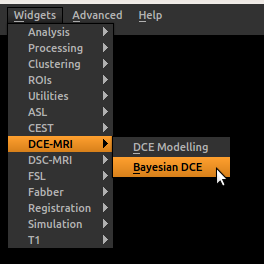 Widgets Advanced Help
Analysis
Processing
Clustering
ROIs
Utilities
ASL
CEST
DCE-MRI
DCE Modelling
DSC-MRI
Bayesian DCE
FSL
Fabber
Registration
Simulation
T1